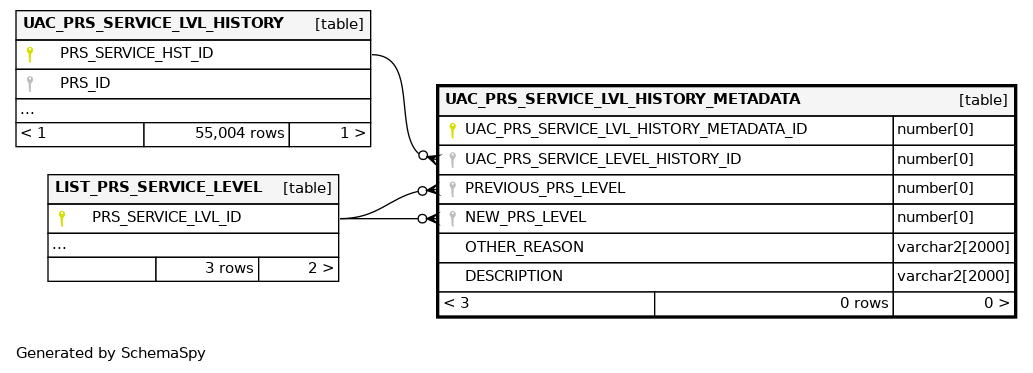 UAC_PRS_SERVICE_LVL_HISTORY [table]
PRS_SERVICE_HST_ID
PRS_ID
...
< 1 55,004 rows 1 >
LIST_PRS_SERVICE_LEVEL [table]
PRS_SERVICE_LVL_ID
...
3 rows 2 >
UAC_PRS_SERVICE_LVL_HISTORY_METADATA [table]
UAC_PRS_SERVICE_LVL_HISTORY_METADATA_ID number[0]
UAC_PRS_SERVICE_LEVEL_HISTORY_ID number[0]
PREVIOUS_PRS_LEVEL number[0]
NEW_PRS_LEVEL number[0]
OTHER_REASON varchar2[2000]
DESCRIPTION varchar2[2000]
< 3 0 rows 0 >
Generated by SchemaSpy